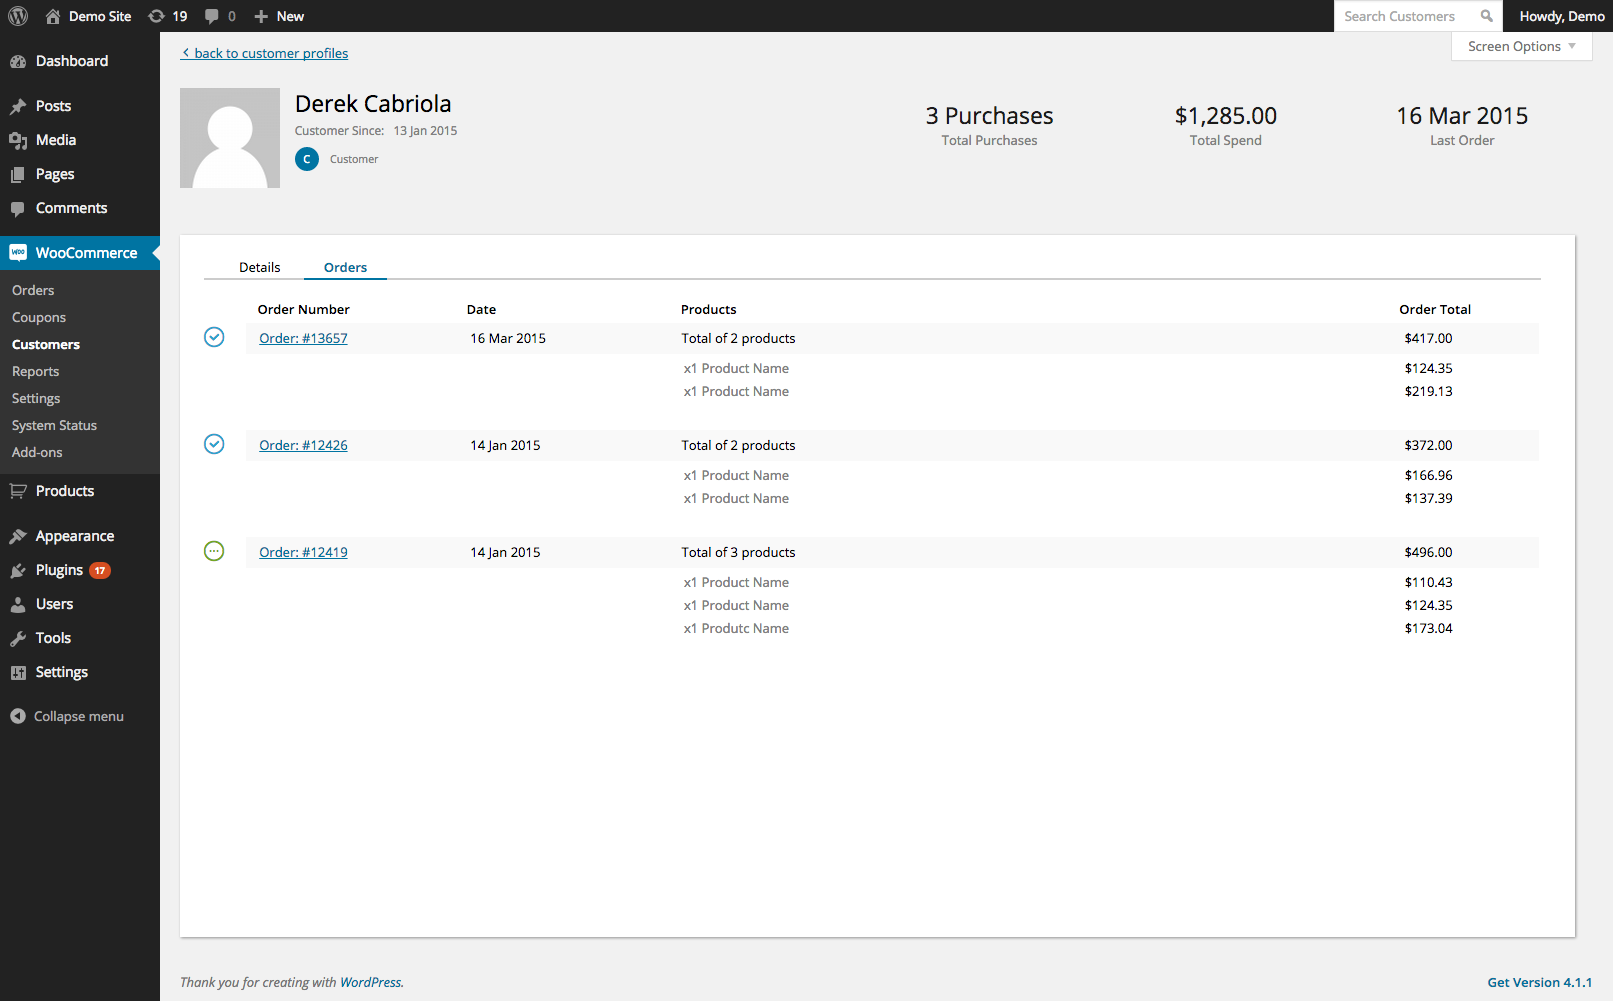 Demo Site 19 0 New Search Customers Howdy, Demo
Screen Options
Dashboard
Posts
Media
Pages
Comments
WooCommerce
Orders
Coupons
Customers
Reports
Settings
System Status
Add-ons
Products
Appearance
Plugins 17
Users
Tools
Settings
Collapse menu
< back to customer profiles
Derek Cabriola
Customer Since: 13 Jan 2015
C Customer
3 Purchases
Total Purchases
$1,285.00
Total Spend
16 Mar 2015
Last Order
Details Orders
Order Number Date Products Order Total
Order: #13657 16 Mar 2015 Total of 2 products $417.00
x1 Product Name $124.35
x1 Product Name $219.13
Order: #12426 14 Jan 2015 Total of 2 products $372.00
x1 Product Name $166.96
x1 Product Name $137.39
Order: #12419 14 Jan 2015 Total of 3 products $496.00
x1 Product Name $110.43
x1 Product Name $124.35
x1 Produtc Name $173.04
Thank you for creating with WordPress. Get Version 4.1.1